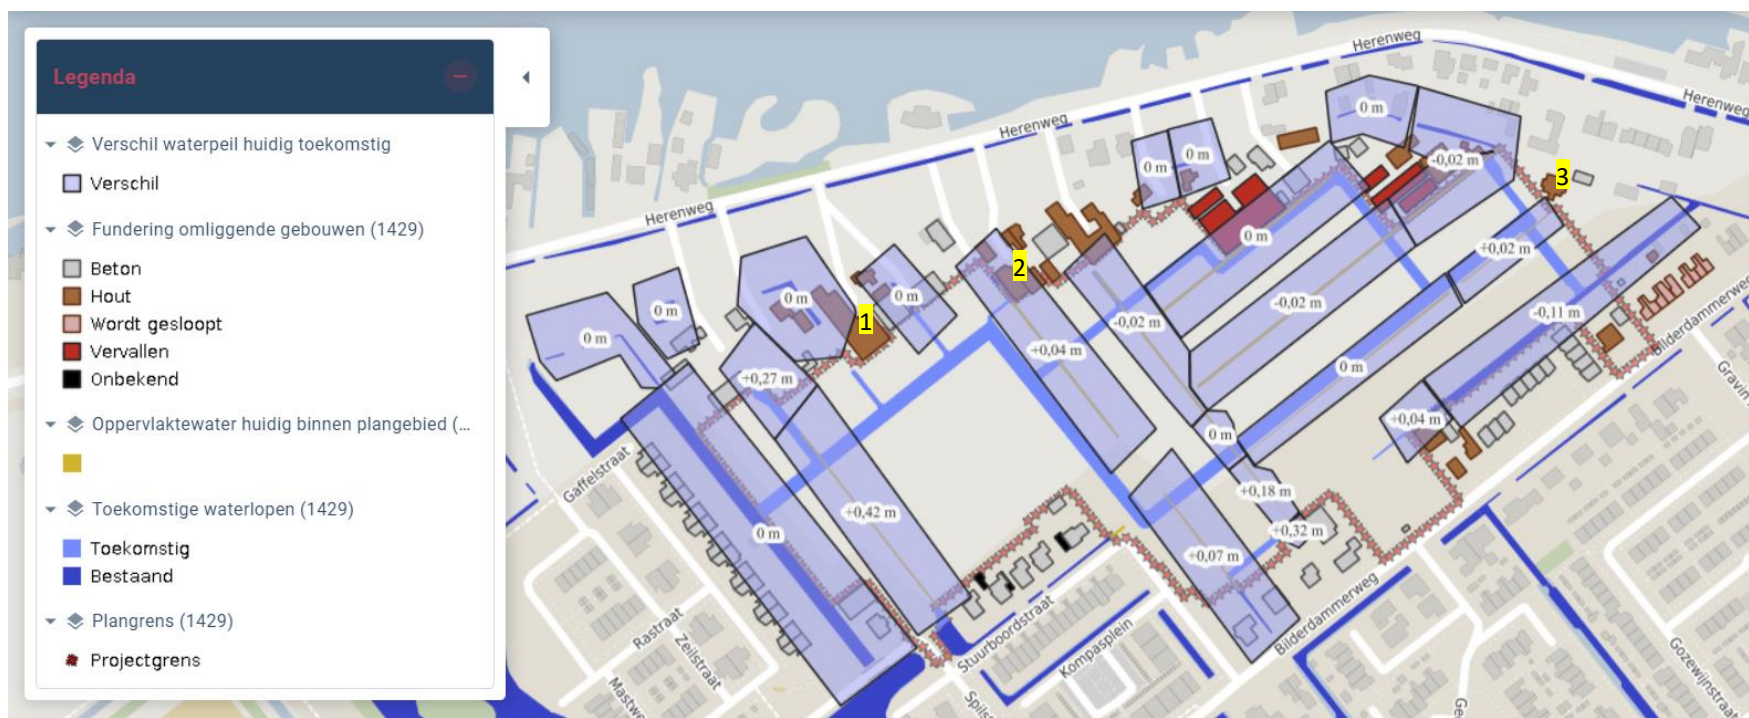 Legenda
Verschil waterpeil huidig toekomstig
Verschil
Fundering omliggende gebouwen (1429)
Beton
Hout
Wordt gesloopt
Vervallen
Onbekend
Oppervlaktewater huidig binnen plangebied (...
Toekomstige waterlopen (1429)
Toekomstig
Bestaand
Plangrens (1429)
Projectgrens
Herenweg
Herenweg
Herenweg
Herenweg
0 m
-0,02 m
0 m
0 m
3
0 m
+0,02 m
2
0 m
0 m
0 m
1
-0,02 m
-0,02 m
-0,11 m
0 m
+0,04 m
0 m
+0,27 m
+0,04 m
0 m
+0,18 m
+0,42 m
0 m
+0,32 m
+0,07 m
Bilderdammerweg
Gaffelstraat
Rastraat
Zeilstraat
Stuurboordstraat
Kompasplein
Bilderdammerweg
Gozewijnstraat